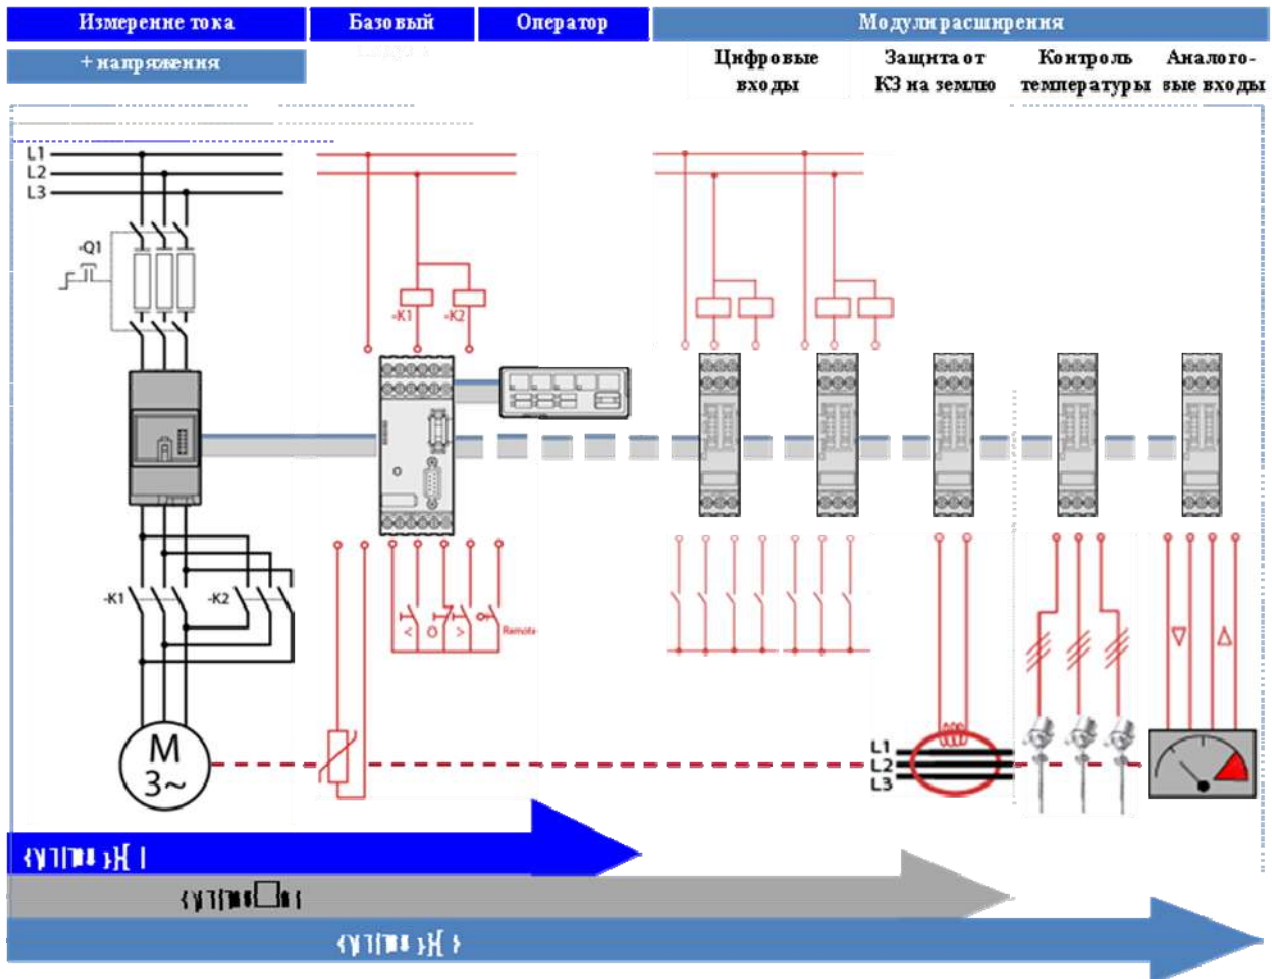 Измерение тока
Базовый
Оператор
Модули расширения
+ напряжения
Цифровые
входы
Защита от
КЗ на землю
Контроль
температуры
Аналого-
вые входы
L1
L2
L3
-Q1
-K1
-K2
-K1
-K2
< O >
Remote
M
3~
L1
L2
L3